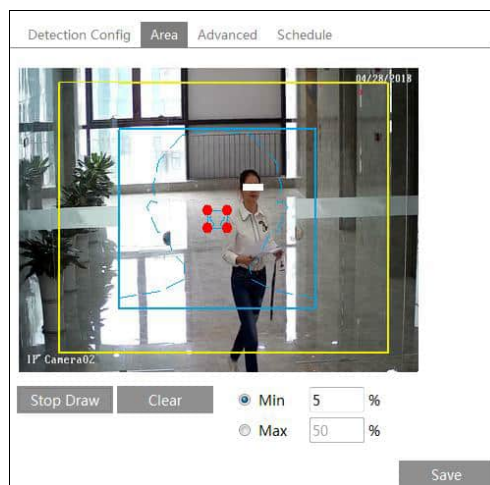 Detection Config Area Advanced Schedule
04/28/2018
IP Camera02
Stop Draw Clear Min 5 %
Max 50 %
Save